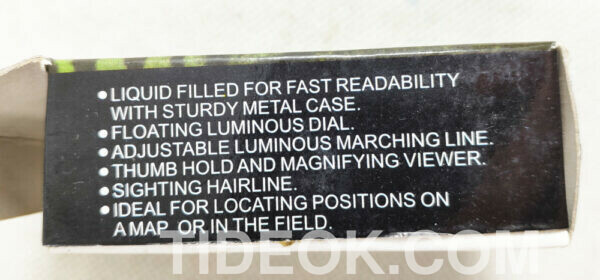 • LIQUID FILLED FOR FAST READABILITY
WITH STURDY METAL CASE.
• FLOATING LUMINOUS DIAL.
• ADJUSTABLE LUMINOUS MARCHING LINE.
• THUMB HOLD AND MAGNIFYING VIEWER.
• SIGHTING HAIRLINE.
• IDEAL FOR LOCATING POSITIONS ON
A MAP OR IN THE FIELD.
TIDEOK.COM